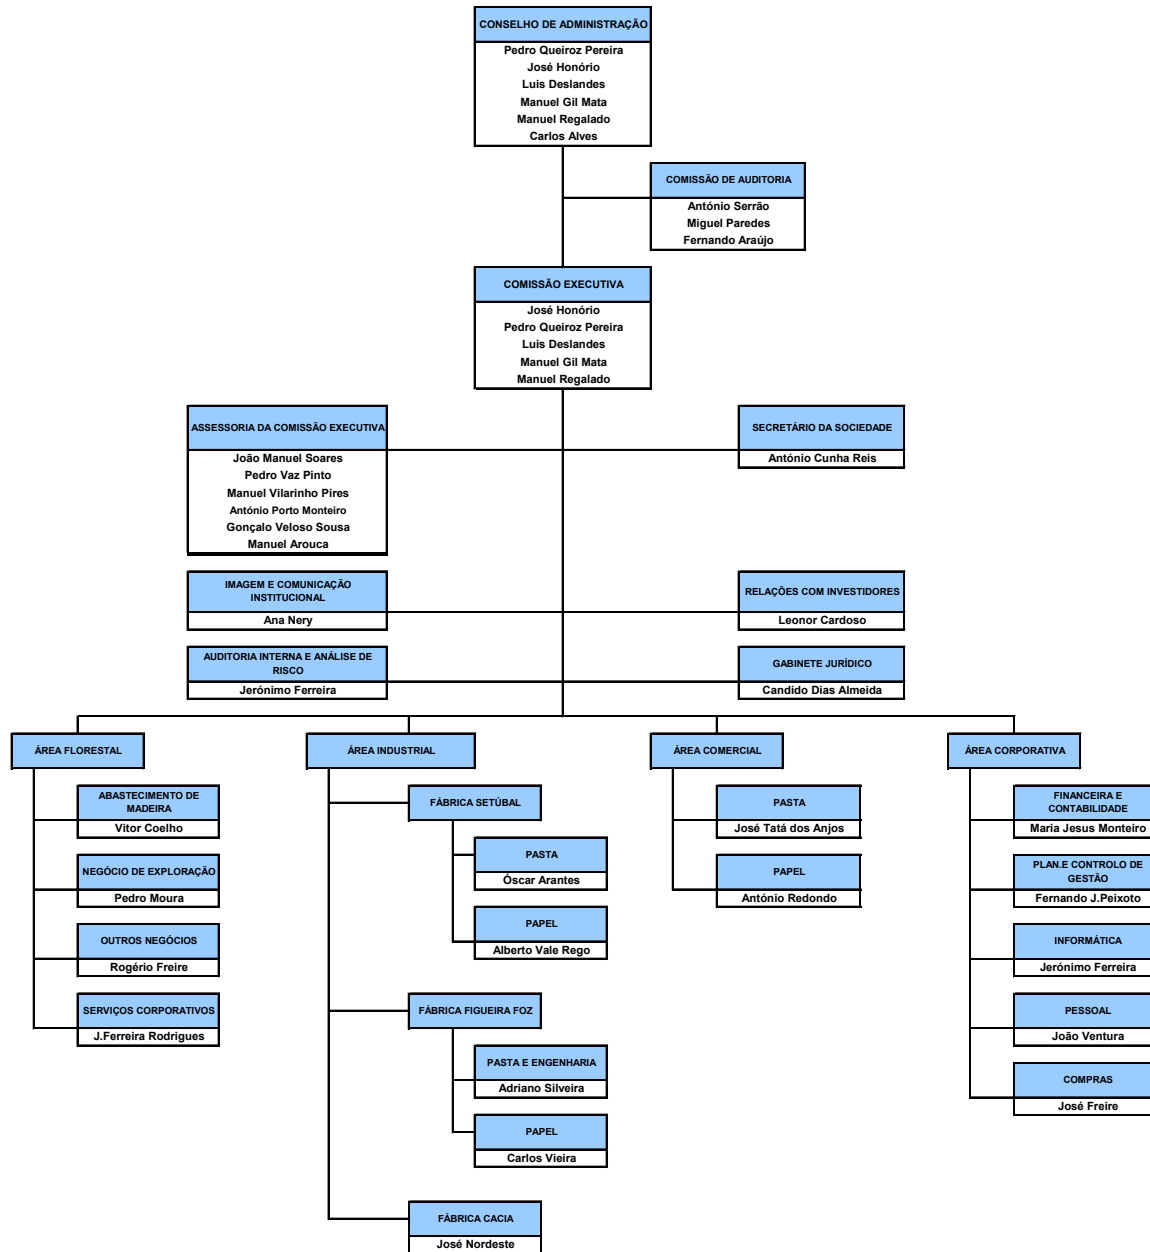 CONSELHO DE ADMINISTRAÇÃO
Pedro Queiroz Pereira
José Honório
Luis Deslandes
Manuel Gil Mata
Manuel Regalado
Carlos Alves
COMISSÃO DE AUDITORIA
António Serrão
Miguel Paredes
Fernando Araújo
COMISSÃO EXECUTIVA
José Honório
Pedro Queiroz Pereira
Luis Deslandes
Manuel Gil Mata
Manuel Regalado
ASSESSORIA DA COMISSÃO EXECUTIVA
João Manuel Soares
Pedro Vaz Pinto
Manuel Vilarinho Pires
António Porto Monteiro
Gonçalo Veloso Sousa
Manuel Arouca
SECRETÁRIO DA SOCIEDADE
António Cunha Reis
IMAGEM E COMUNICAÇÃO
INSTITUCIONAL
Ana Nery
RELAÇÕES COM INVESTIDORES
Leonor Cardoso
AUDITORIA INTERNA E ANÁLISE DE
RISCO
Jerónimo Ferreira
GABINETE JURÍDICO
Candido Dias Almeida
ÁREA FLORESTAL
ABASTECIMENTO DE
MADEIRA
Vitor Coelho
NEGÓCIO DE EXPLORAÇÃO
Pedro Moura
OUTROS NEGÓCIOS
Rogério Freire
SERVIÇOS CORPORATIVOS
J.Ferreira Rodrigues
ÁREA INDUSTRIAL
FÁBRICA SETÚBAL
PASTA
Óscar Arantes
PAPEL
Alberto Vale Rego
FÁBRICA FIGUEIRA FOZ
PASTA E ENGENHARIA
Adriano Silveira
PAPEL
Carlos Vieira
FÁBRICA CACIA
José Nordeste
ÁREA COMERCIAL
PASTA
José Tatá dos Anjos
PAPEL
António Redondo
ÁREA CORPORATIVA
FINANCEIRA E
CONTABILIDADE
Maria Jesus Monteiro
PLAN.E CONTROLO DE
GESTÃO
Fernando J.Peixoto
INFORMÁTICA
Jerónimo Ferreira
PESSOAL
João Ventura
COMPRAS
José Freire